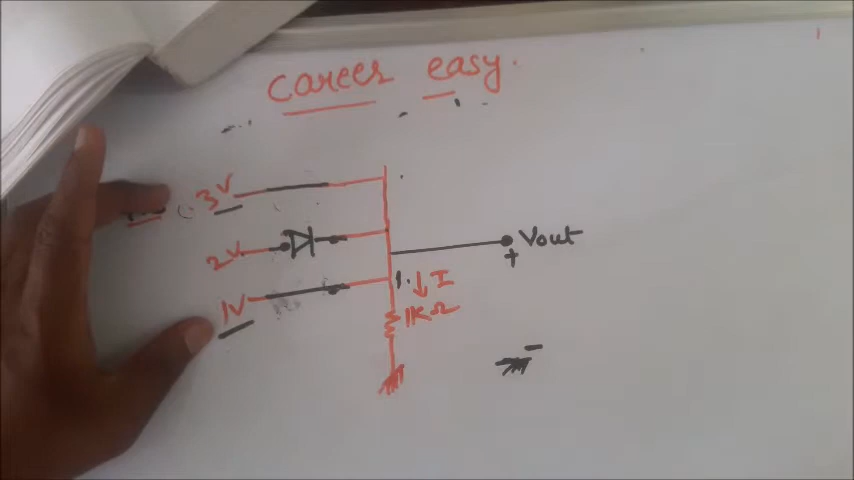 career easy.
3V
2V
Vout
+
I
1V
1KΩ
-